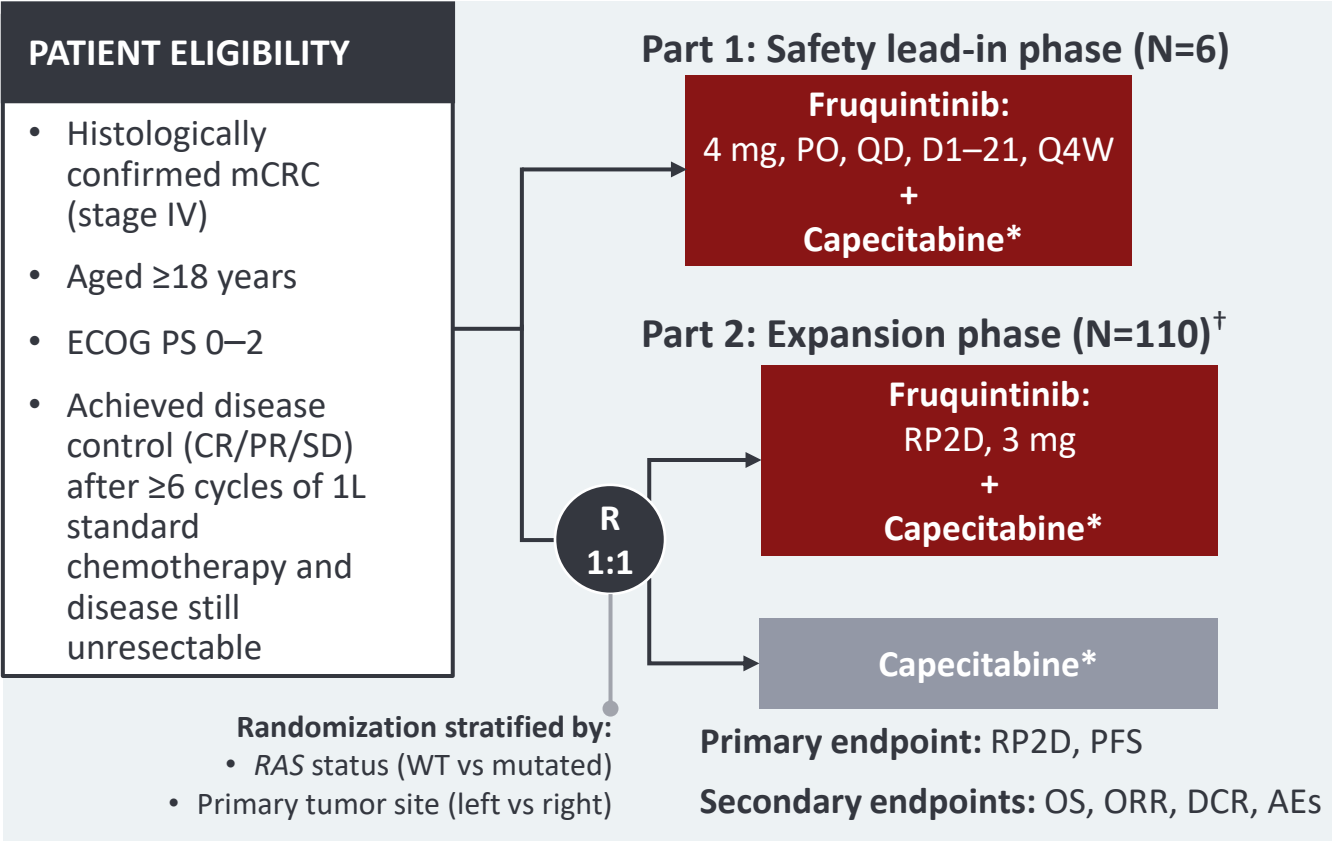 PATIENT ELIGIBILITY
• Histologically
confirmed mCRC
(stage IV)
• Aged ≥18 years
• ECOG PS 0–2
• Achieved disease
control (CR/PR/SD)
after ≥6 cycles of 1L
standard
chemotherapy and
disease still
unresectable
Part 1: Safety lead-in phase (N=6)
Fruquintinib:
4 mg, PO, QD, D1–21, Q4W
+
Capecitabine*
Part 2: Expansion phase (N=110)†
Fruquintinib:
RP2D, 3 mg
+
Capecitabine*
R
1:1
Capecitabine*
Randomization stratified by:
• RAS status (WT vs mutated)
• Primary tumor site (left vs right)
Primary endpoint: RP2D, PFS
Secondary endpoints: OS, ORR, DCR, AEs